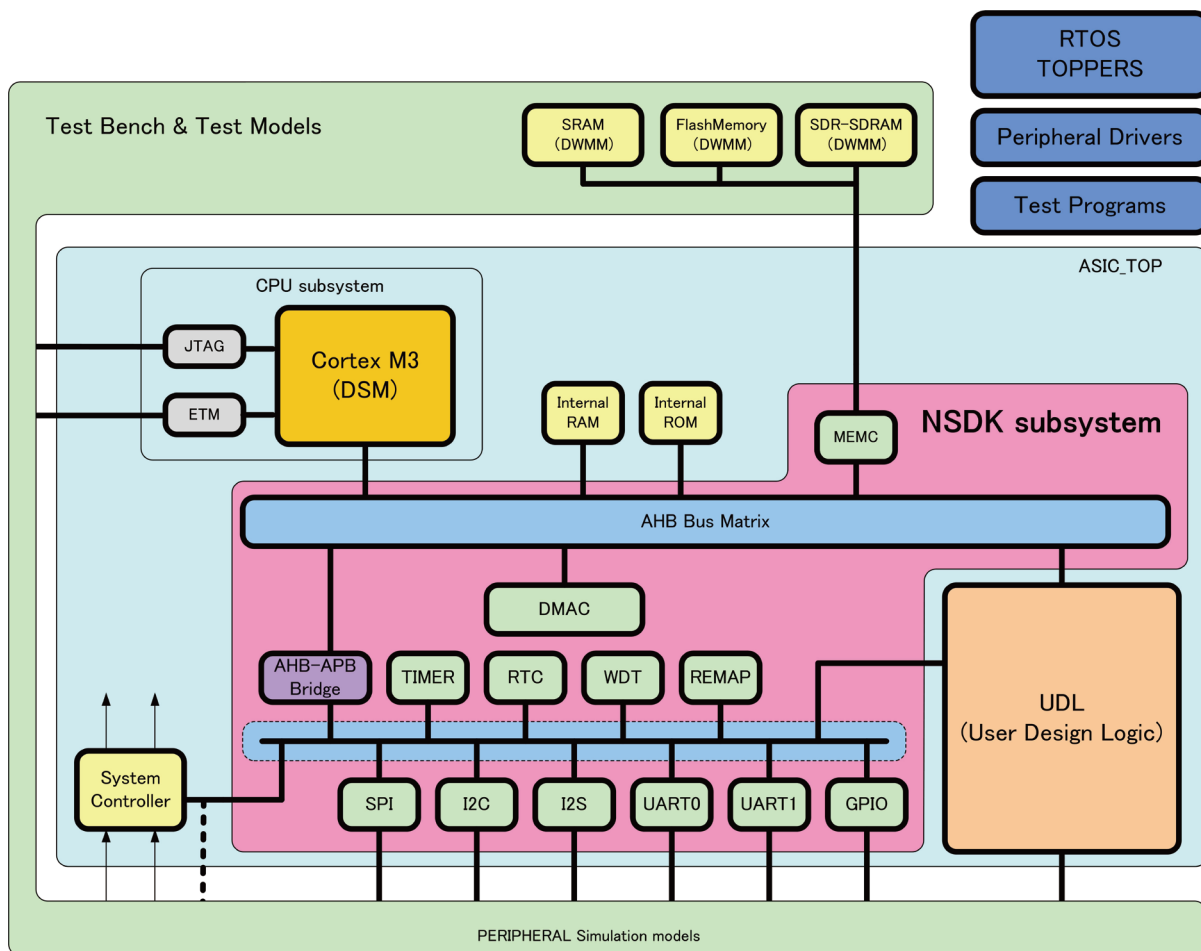 RTOS
TOPPERS
Test Bench & Test Models
SRAM
(DWMM)
FlashMemory
(DWMM)
SDR-SDRAM
(DWMM)
Peripheral Drivers
Test Programs
ASIC_TOP
CPU subsystem
JTAG
ETM
Cortex M3
(DSM)
Internal
RAM
Internal
ROM
MEMC
NSDK subsystem
AHB Bus Matrix
DMAC
AHB-APB
Bridge
TIMER
RTC
WDT
REMAP
UDL
(User Design Logic)
System
Controller
SPI
I2C
I2S
UART0
UART1
GPIO
PERIPHERAL Simulation models